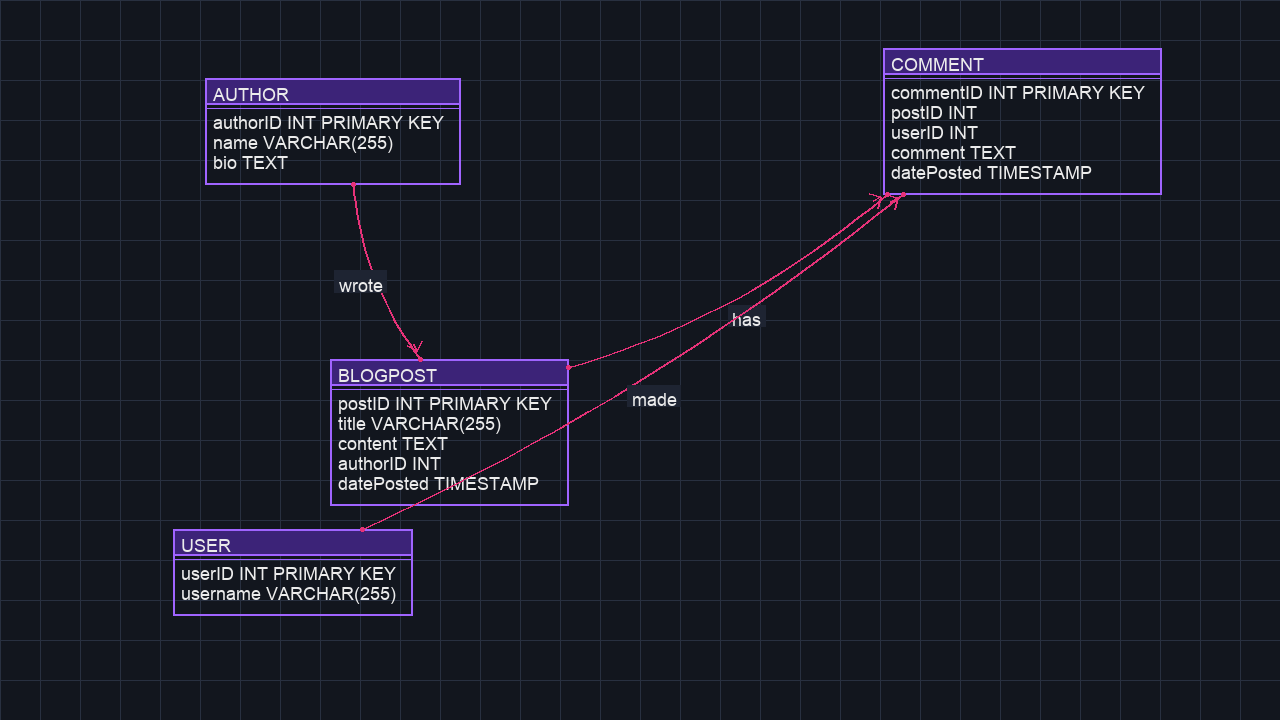 AUTHOR
authorID INT PRIMARY KEY
name VARCHAR(255)
bio TEXT
COMMENT
commentID INT PRIMARY KEY
postID INT
userID INT
comment TEXT
datePosted TIMESTAMP
wrote
has
made
BLOGPOST
postID INT PRIMARY KEY
title VARCHAR(255)
content TEXT
authorID INT
datePosted TIMESTAMP
USER
userID INT PRIMARY KEY
username VARCHAR(255)